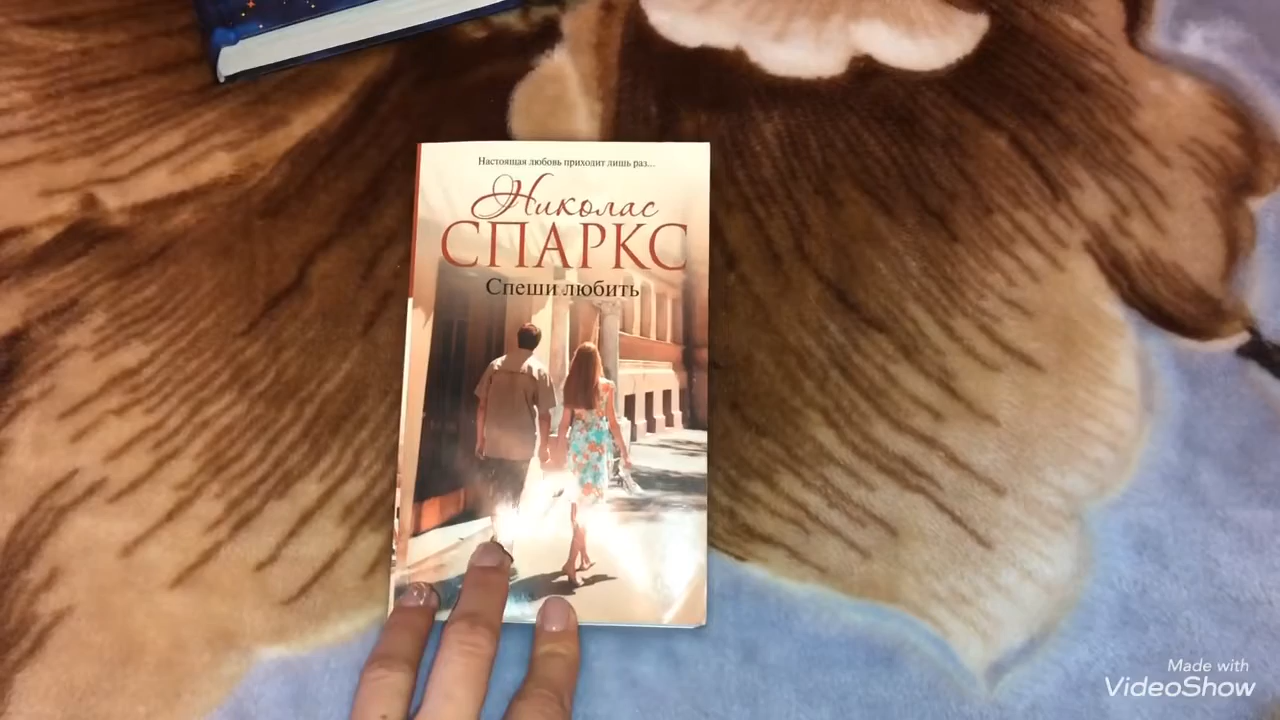 Настоящая любовь приходит лишь раз...
Николас
СПАРКС
Спеши любить
Made with
VideoShow